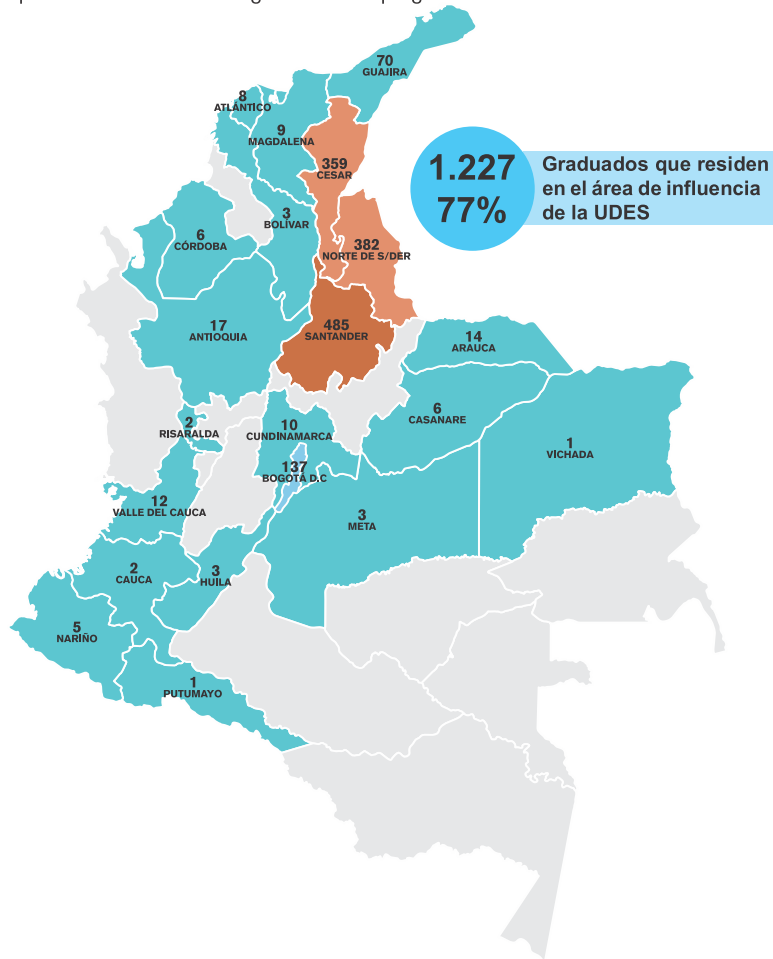 70
GUAJIRA
8
ATLÁNTICO
9
MAGDALENA
359
CESAR
1.227
77%
Graduados que residen
en el área de influencia
de la UDES
3
BOLÍVAR
6
CÓRDOBA
382
NORTE DE S/DER
17
ANTIOQUIA
485
SANTANDER
14
ARAUCA
6
CASANARE
2
RISARALDA
10
CUNDINAMARCA
1
VICHADA
137
BOGOTÁ D.C
12
VALLE DEL CAUCA
3
META
2
CAUCA
3
HUILA
5
NARIÑO
1
PUTUMAYO